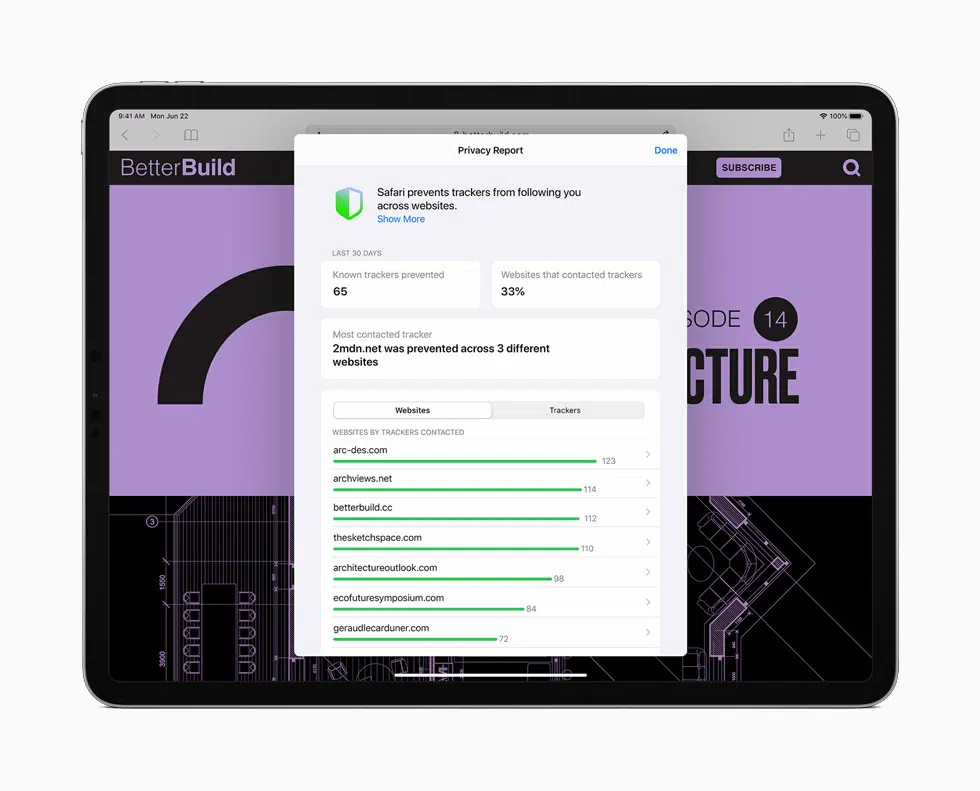 9:41 AM Mon Jun 22
100%
BetterBuild
SUBSCRIBE
Privacy Report
Done
Safari prevents trackers from following you
across websites.
Show More
LAST 30 DAYS
Known trackers prevented
65
Websites that contacted trackers
33%
Most contacted tracker
2mdn.net was prevented across 3 different
websites
Websites
Trackers
WEBSITES BY TRACKERS CONTACTED
arc-des.com
123
archviews.net
114
betterbuild.cc
112
thesketchspace.com
110
architectureoutlook.com
98
ecofuturesymposium.com
84
geraudlecarduner.com
72
SODE 14
CTURE
3
1500
3900